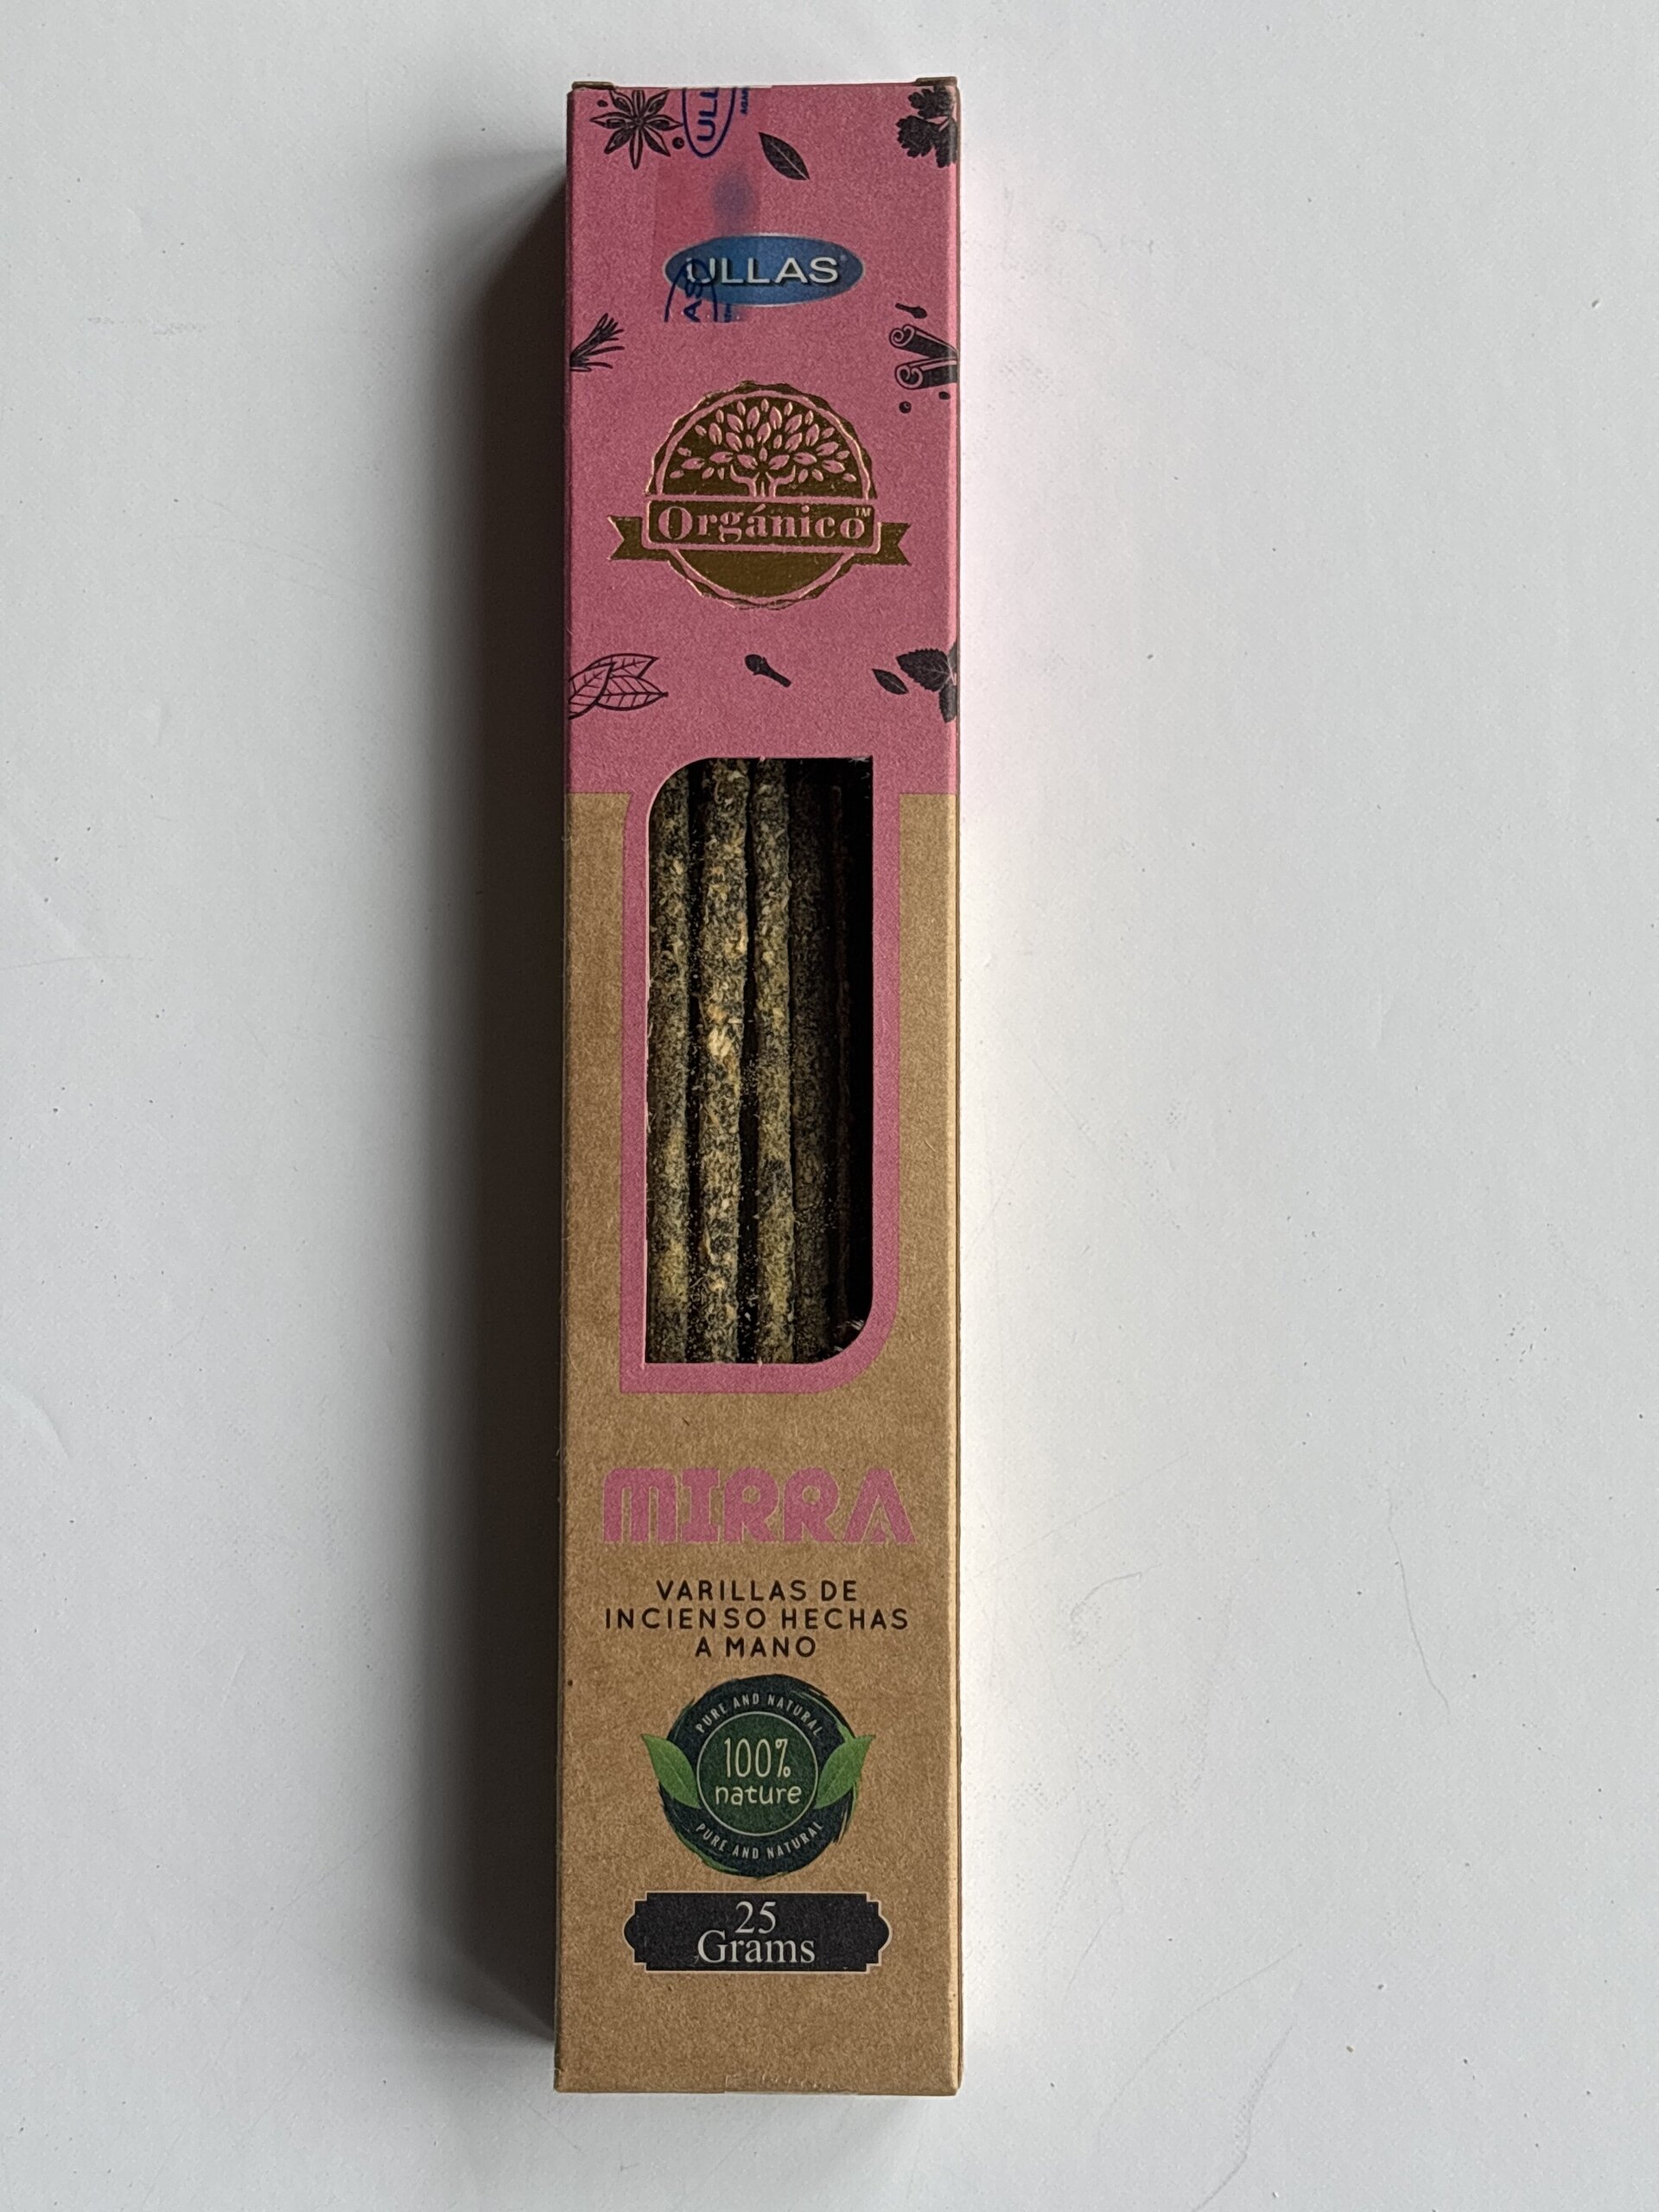 ULLAS
Orgánico™
MIRRA
VARILLAS DE
INCIENSO HECHAS
A MANO
PURE AND NATURAL
100%
nature
PURE AND NATURAL
25
Grams